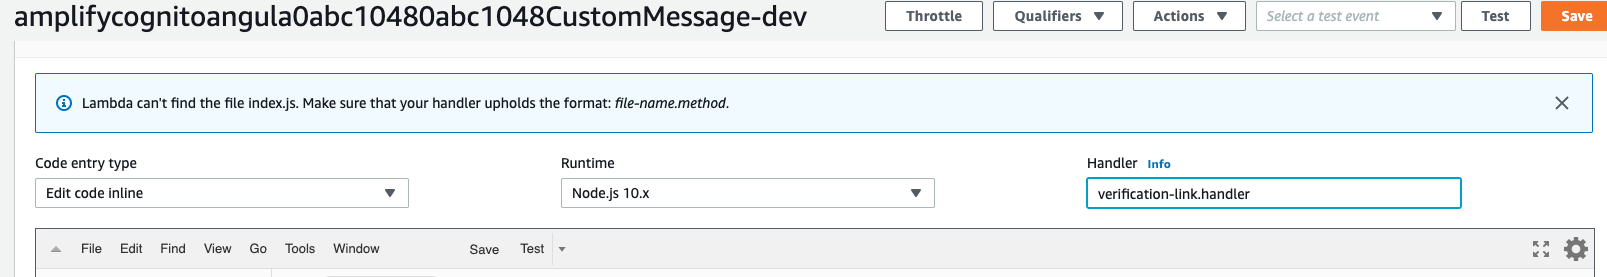 amplifycognitoangula0abc10480abc1048CustomMessage-dev Throttle Qualifiers Actions Select a test event Test Save
Lambda can't find the file index.js. Make sure that your handler upholds the format: file-name.method.
Code entry type Runtime Handler Info
Edit code inline Node.js 10.x verification-link.handler
File Edit Find View Go Tools Window Save Test